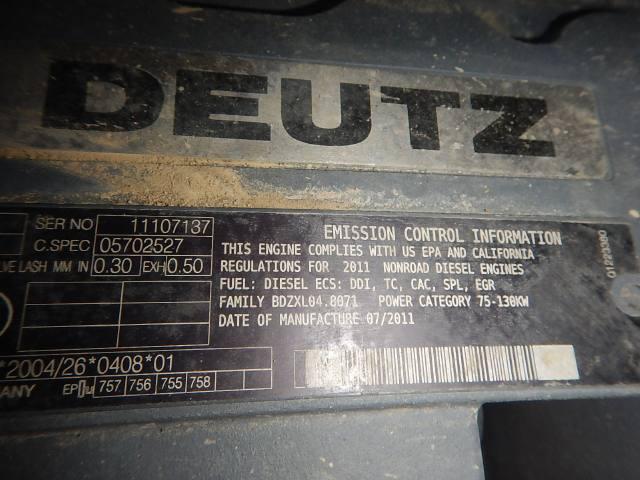 DEUTZ
SER NO 11107137
C.SPEC 05702527
VE LASH MM IN 0.30 EXH 0.50
EMISSION CONTROL INFORMATION
THIS ENGINE COMPLIES WITH US EPA AND CALIFORNIA
REGULATIONS FOR 2011 NONROAD DIESEL ENGINES
FUEL: DIESEL ECS: DDI, TC, CAC, SPL, EGR
FAMILY BDZXL04.8071 POWER CATEGORY 75-130KW
DATE OF MANUFACTURE 07/2011
*2004/26*0408*01
ANY EP 757 756 755 758